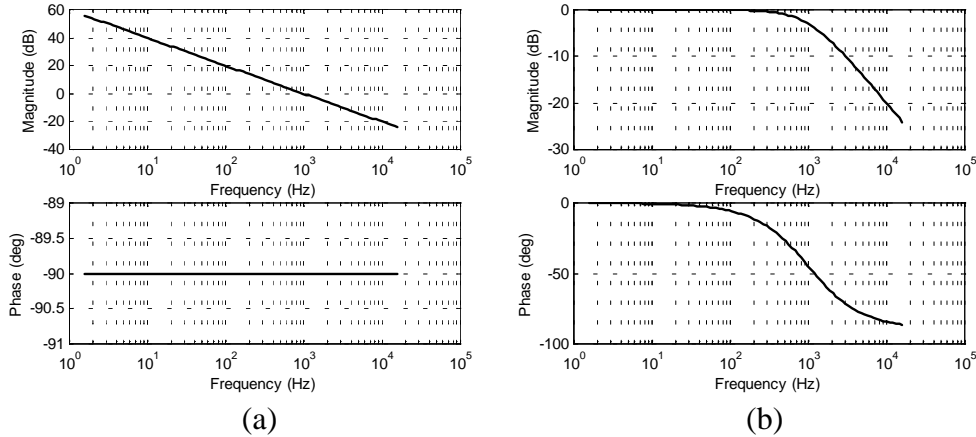 60
40
20
0
-20
-40
Magnitude (dB)
10^0 10^1 10^2 10^3 10^4 10^5
Frequency (Hz)
-89
-89.5
-90
-90.5
-91
Phase (deg)
10^0 10^1 10^2 10^3 10^4 10^5
Frequency (Hz)
(a)
0
-10
-20
-30
Magnitude (dB)
10^0 10^1 10^2 10^3 10^4 10^5
Frequency (Hz)
0
-50
-100
Phase (deg)
10^0 10^1 10^2 10^3 10^4 10^5
Frequency (Hz)
(b)